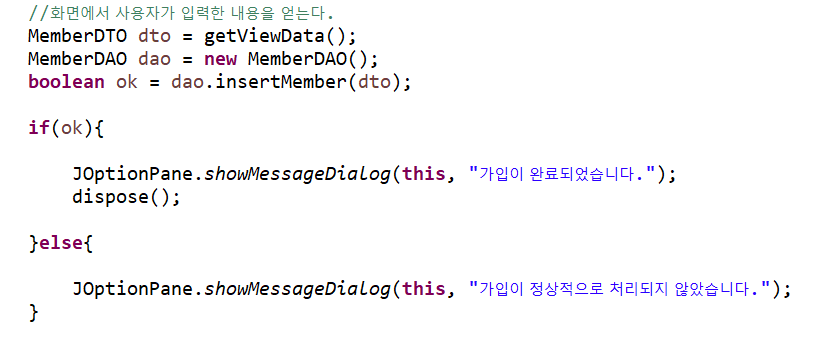 //화면에서 사용자가 입력한 내용을 얻는다.
MemberDTO dto = getViewData();
MemberDAO dao = new MemberDAO();
boolean ok = dao.insertMember(dto);
if(ok){
JOptionPane.showMessageDialog(this, "가입이 완료되었습니다.");
dispose();
}else{
JOptionPane.showMessageDialog(this, "가입이 정상적으로 처리되지 않았습니다.");
}